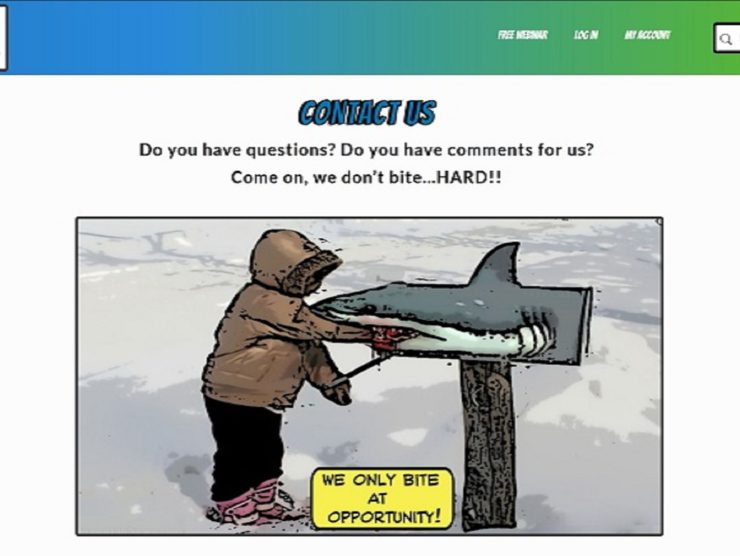 FREE WEBINAR LOG IN MY ACCOUNT
CONTACT US
Do you have questions? Do you have comments for us?
Come on, we don't bite...HARD!!
WE ONLY BITE
AT
OPPORTUNITY!